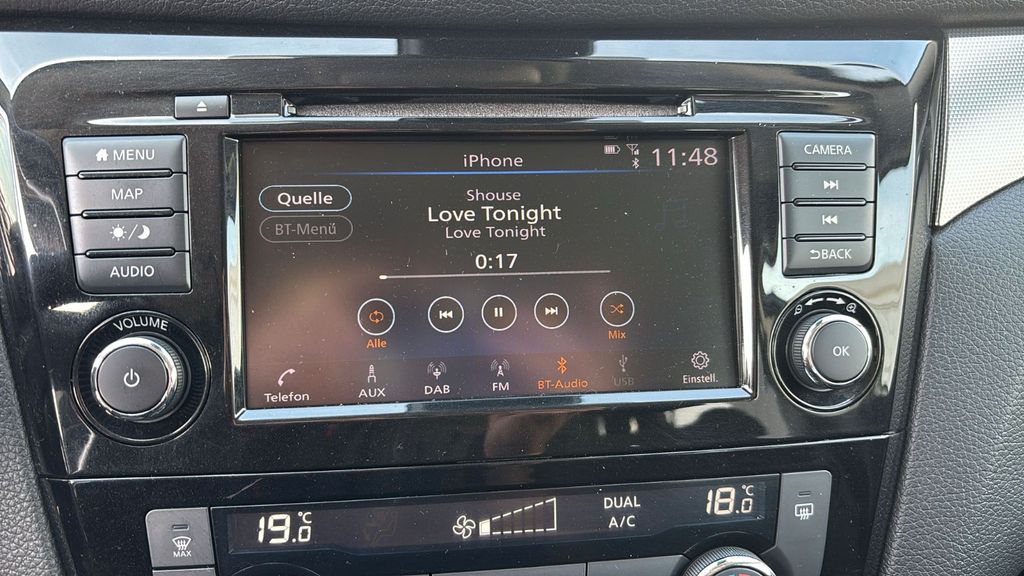 MENU
MAP
AUDIO
VOLUME
iPhone
11:48
Quelle
BT-Menü
Shouse
Love Tonight
Love Tonight
0:17
Alle
Mix
Telefon
AUX
DAB
FM
BT-Audio
USB
Einstell.
CAMERA
BACK
OK
MAX
19.0°C
DUAL
A/C
18.0°C